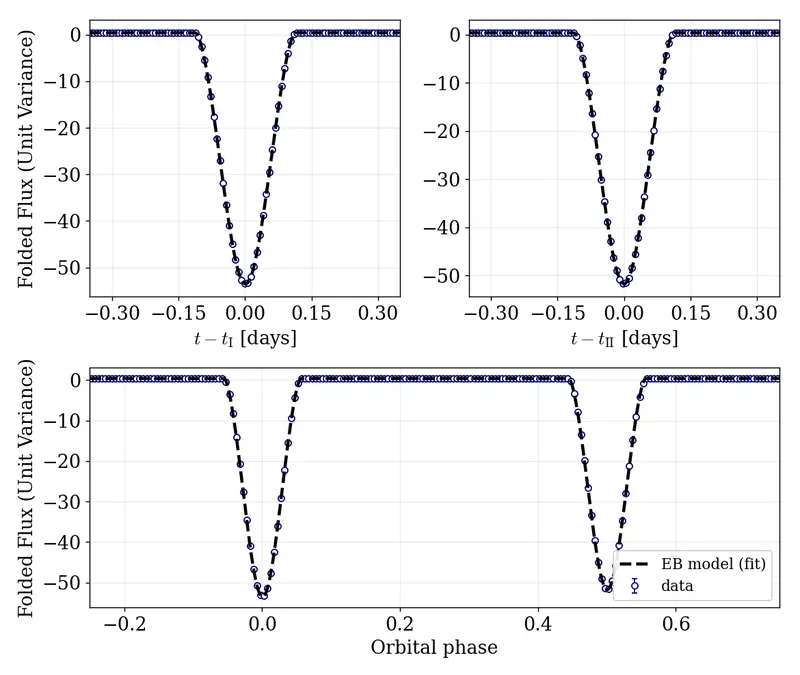 0
−10
−20
−30
−40
−50
Folded Flux (Unit Variance)
−0.30 −0.15 0.00 0.15 0.30
t − tI [days]
0
−10
−20
−30
−40
−50
−0.30 −0.15 0.00 0.15 0.30
t − tII [days]
0
−10
−20
−30
−40
−50
Folded Flux (Unit Variance)
EB model (fit)
data
−0.2 0.0 0.2 0.4 0.6
Orbital phase